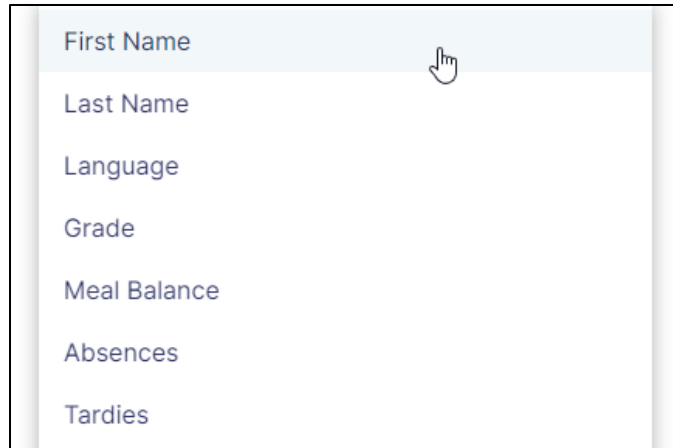 First Name
Last Name
Language
Grade
Meal Balance
Absences
Tardies